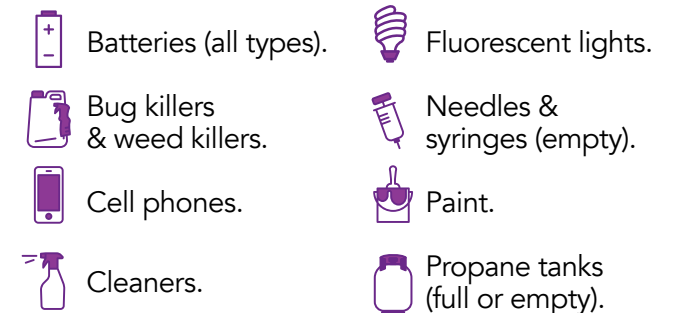 Batteries (all types).
Bug killers
& weed killers.
Cell phones.
Cleaners.
Fluorescent lights.
Needles &
syringes (empty).
Paint.
Propane tanks
(full or empty).